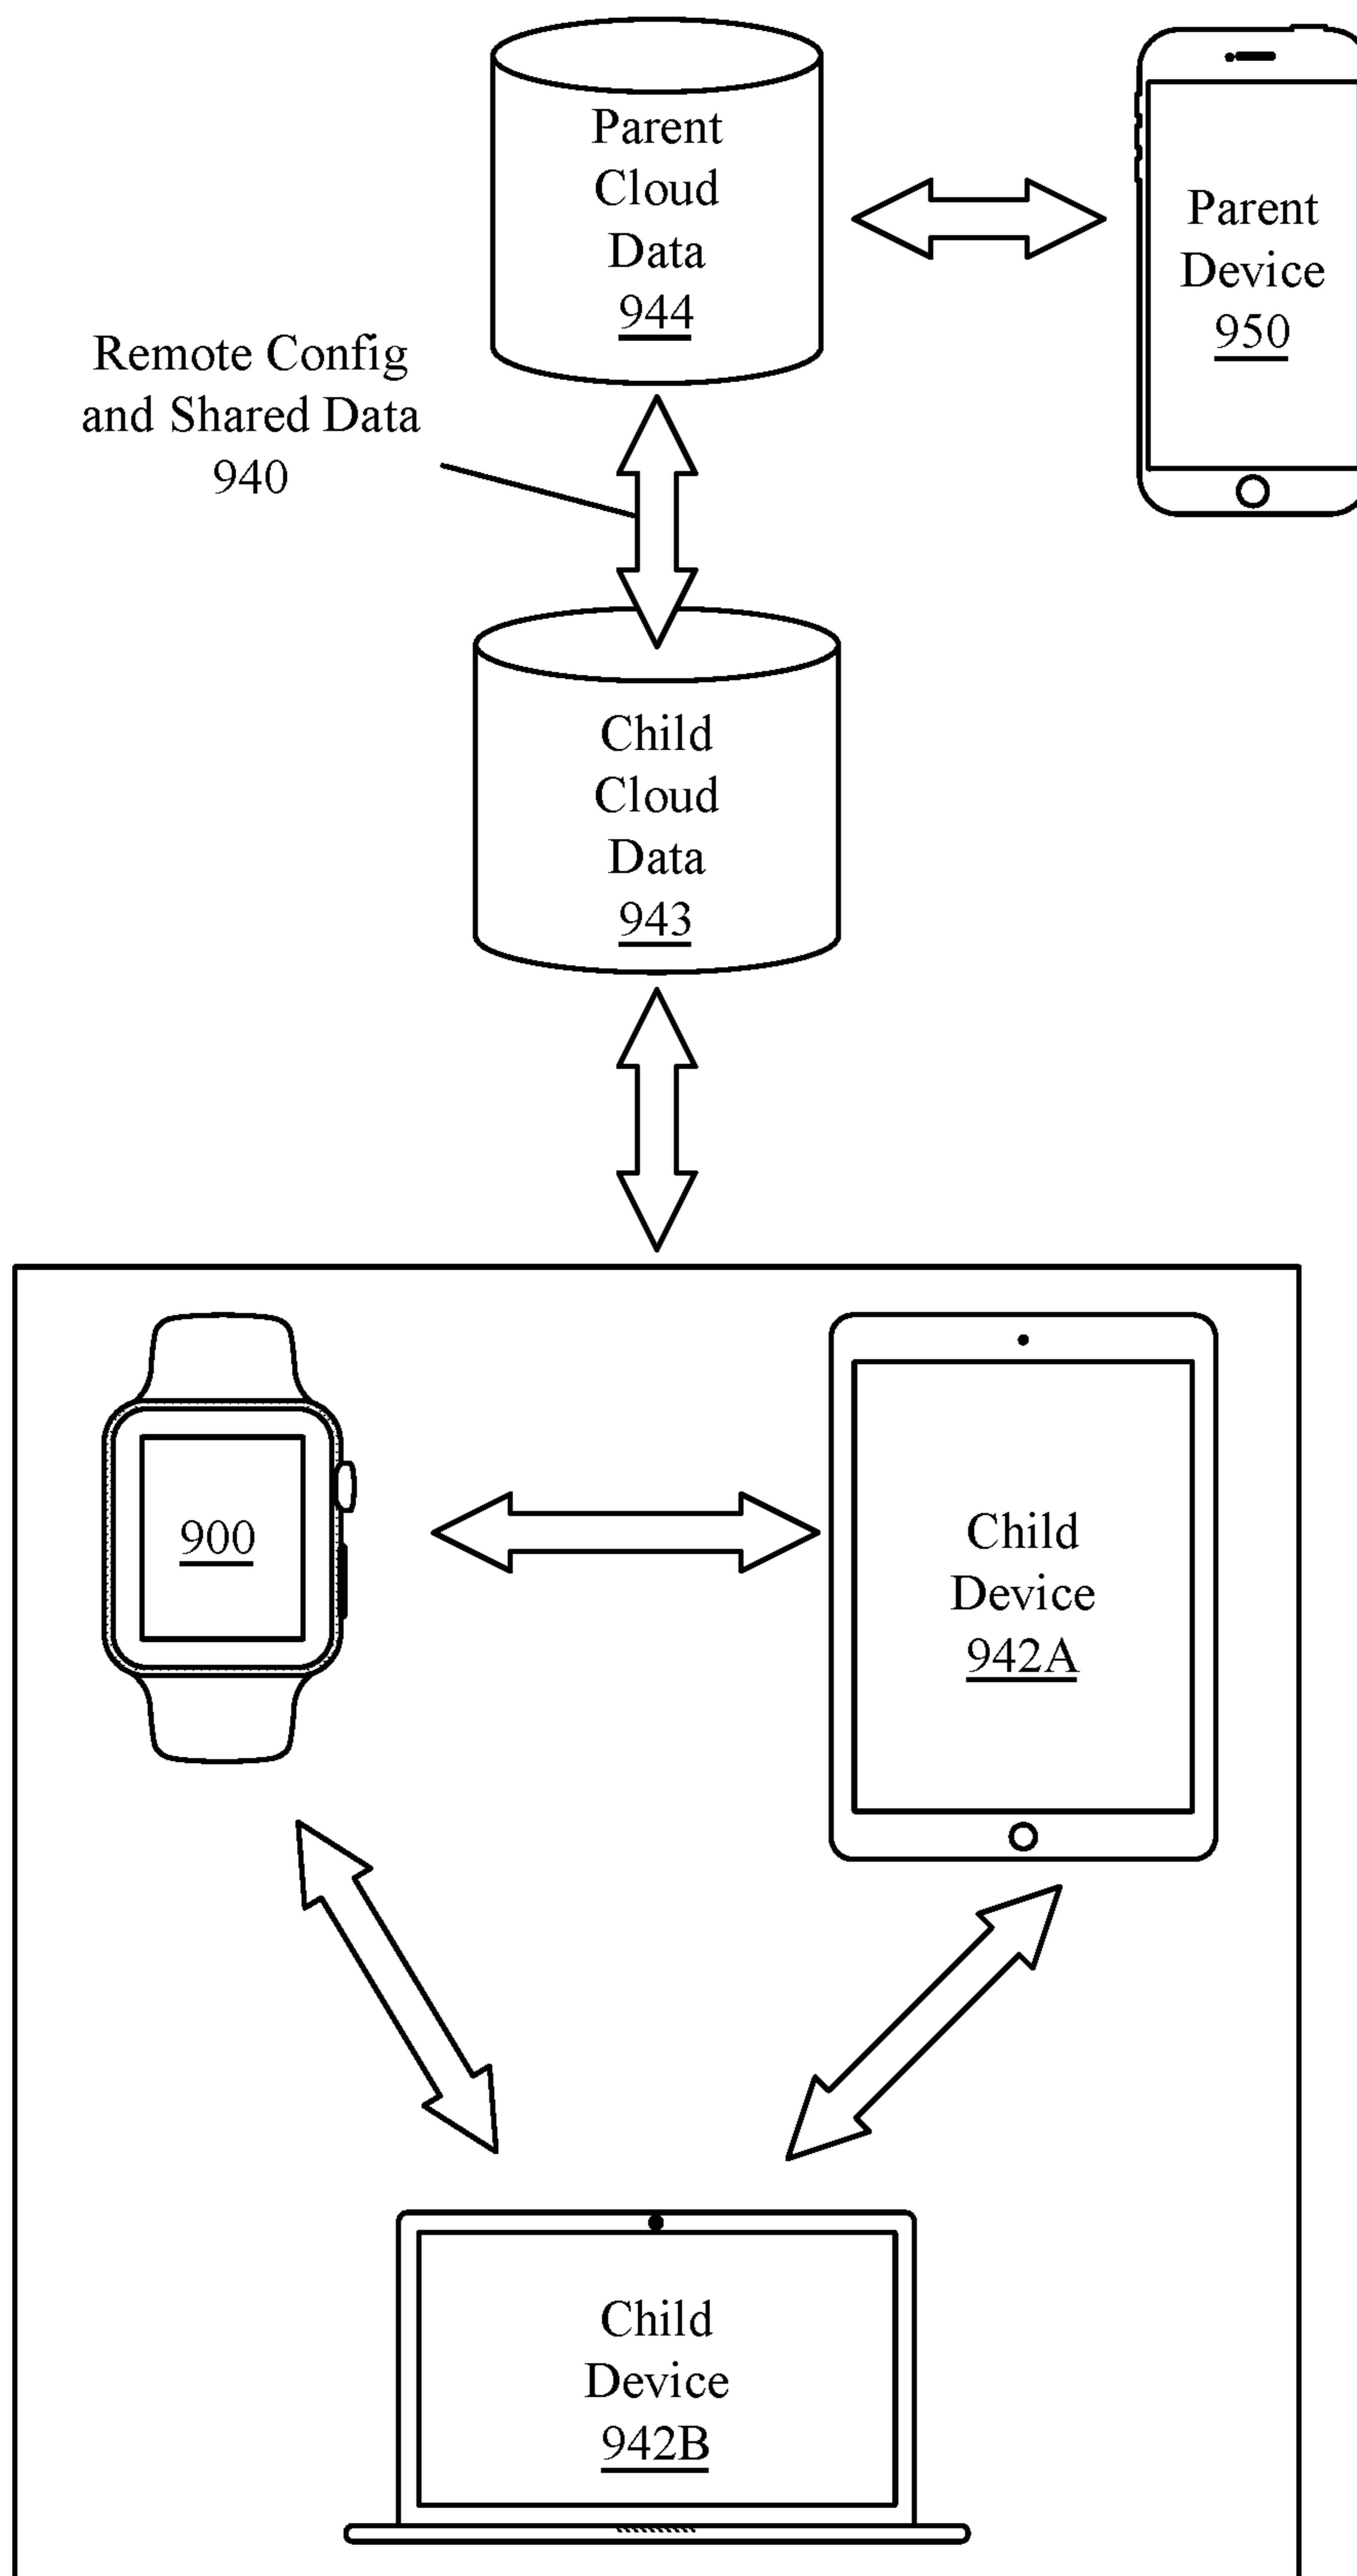 Parent
Cloud
Data
944
Parent
Device
950
Remote Config
and Shared Data
940
Child
Cloud
Data
943
900
Child
Device
942A
Child
Device
942B